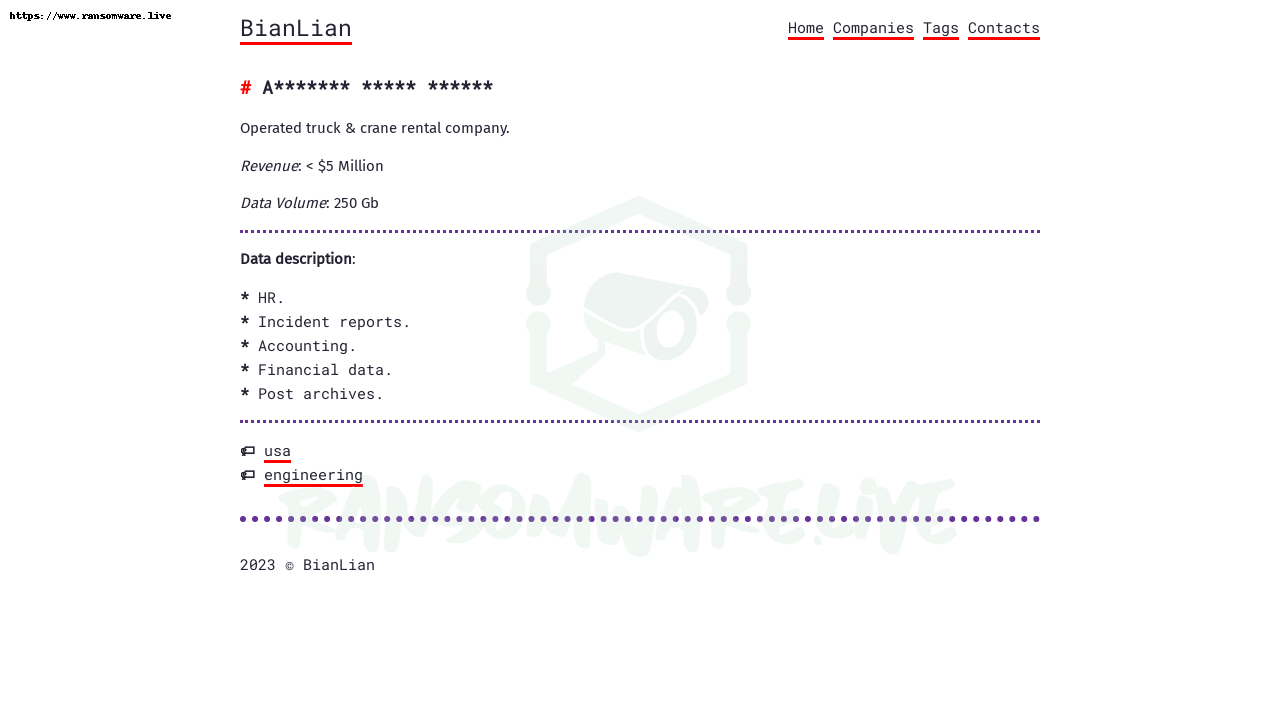 https://www.ransomware.live
BianLian
Home Companies Tags Contacts
# A******* ***** ******
Operated truck & crane rental company.
Revenue: < $5 Million
Data Volume: 250 Gb
Data description:
* HR.
* Incident reports.
* Accounting.
* Financial data.
* Post archives.
usa
engineering
RANSOMWARE.LIVE
2023 © BianLian